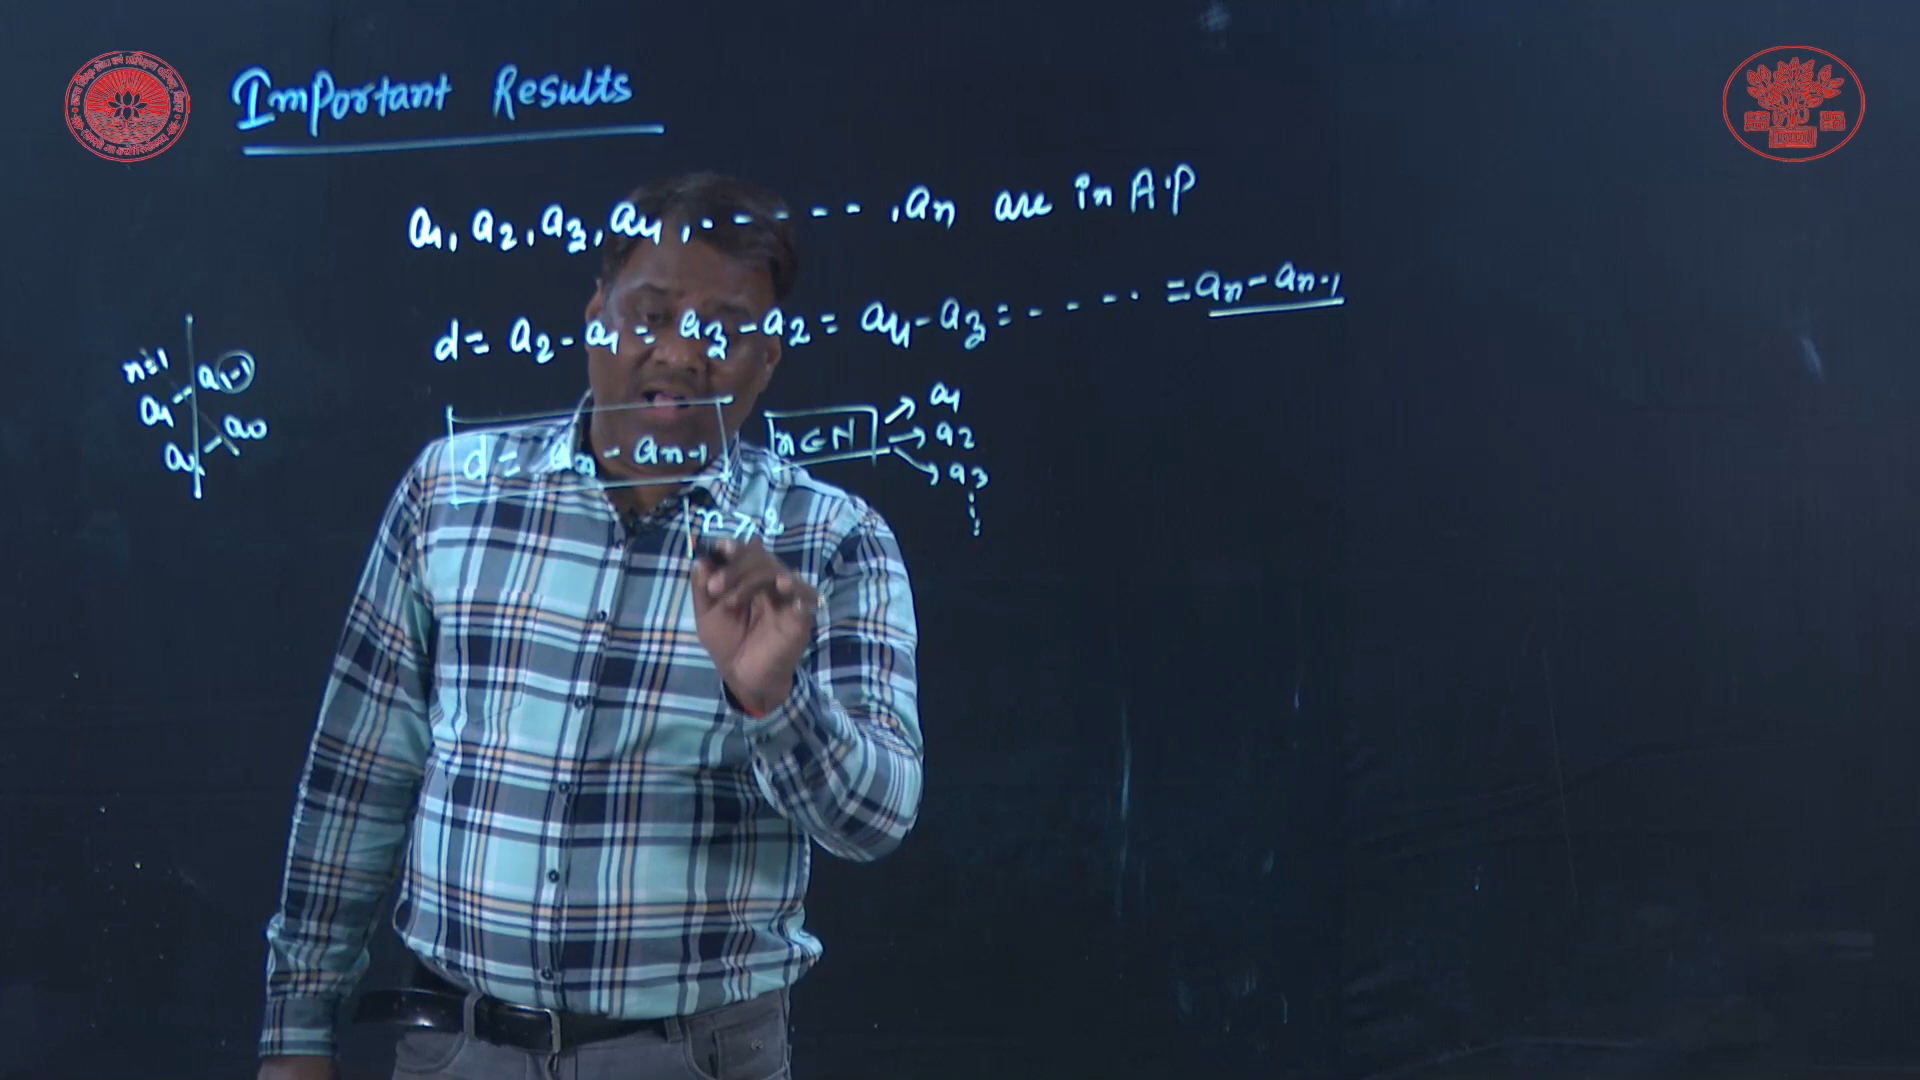 Important Results
a1, a2, a3, a4, . - - - - - , an are in A.P
d = a2 - a1 = a3 - a2 = a4 - a3 = - - - - = an - an-1
n=1
a1-1
a1 - a0
d = an - an-1
n ∈ N
a1
a2
a3
n ≥ 2